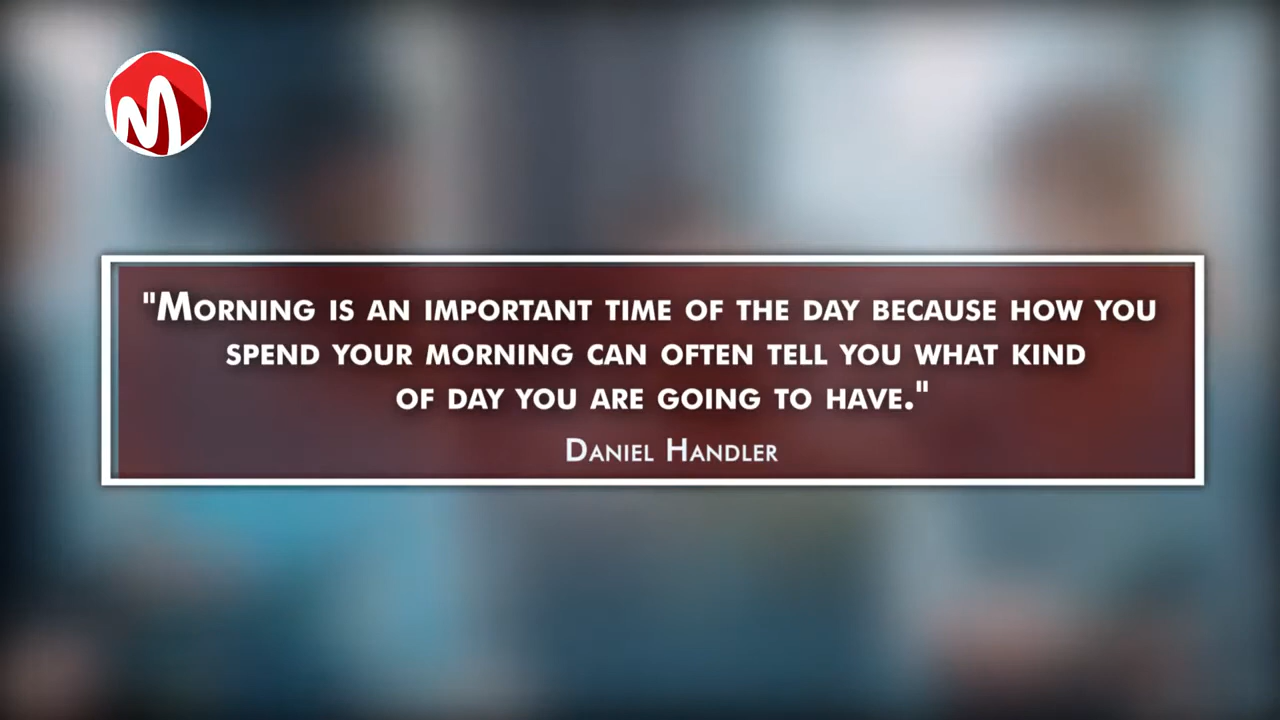 "Morning is an important time of the day because how you
spend your morning can often tell you what kind
of day you are going to have."
Daniel Handler